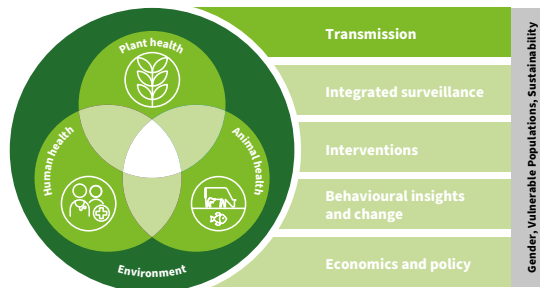 Plant health
Human health
Animal health
Environment
Transmission
Integrated surveillance
Interventions
Behavioural insights
and change
Economics and policy
Gender, Vulnerable Populations, Sustainability